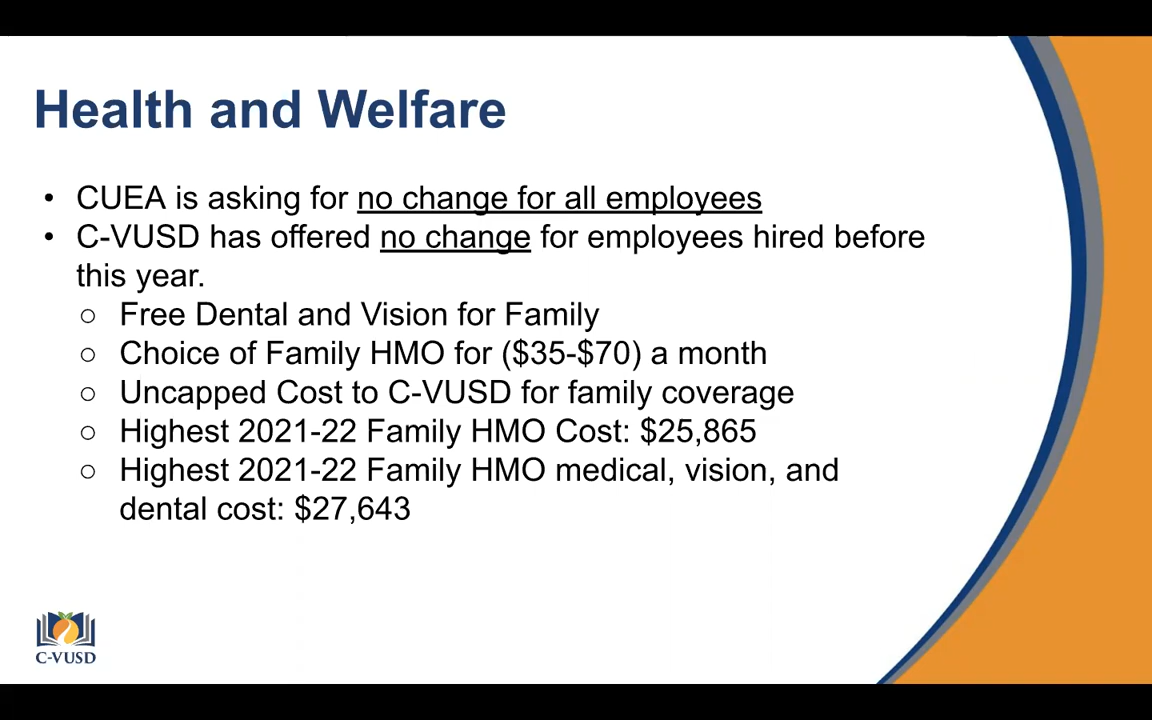 Health and Welfare
• CUEA is asking for no change for all employees
• C-VUSD has offered no change for employees hired before
this year.
○ Free Dental and Vision for Family
○ Choice of Family HMO for ($35-$70) a month
○ Uncapped Cost to C-VUSD for family coverage
○ Highest 2021-22 Family HMO Cost: $25,865
○ Highest 2021-22 Family HMO medical, vision, and
dental cost: $27,643
C-VUSD